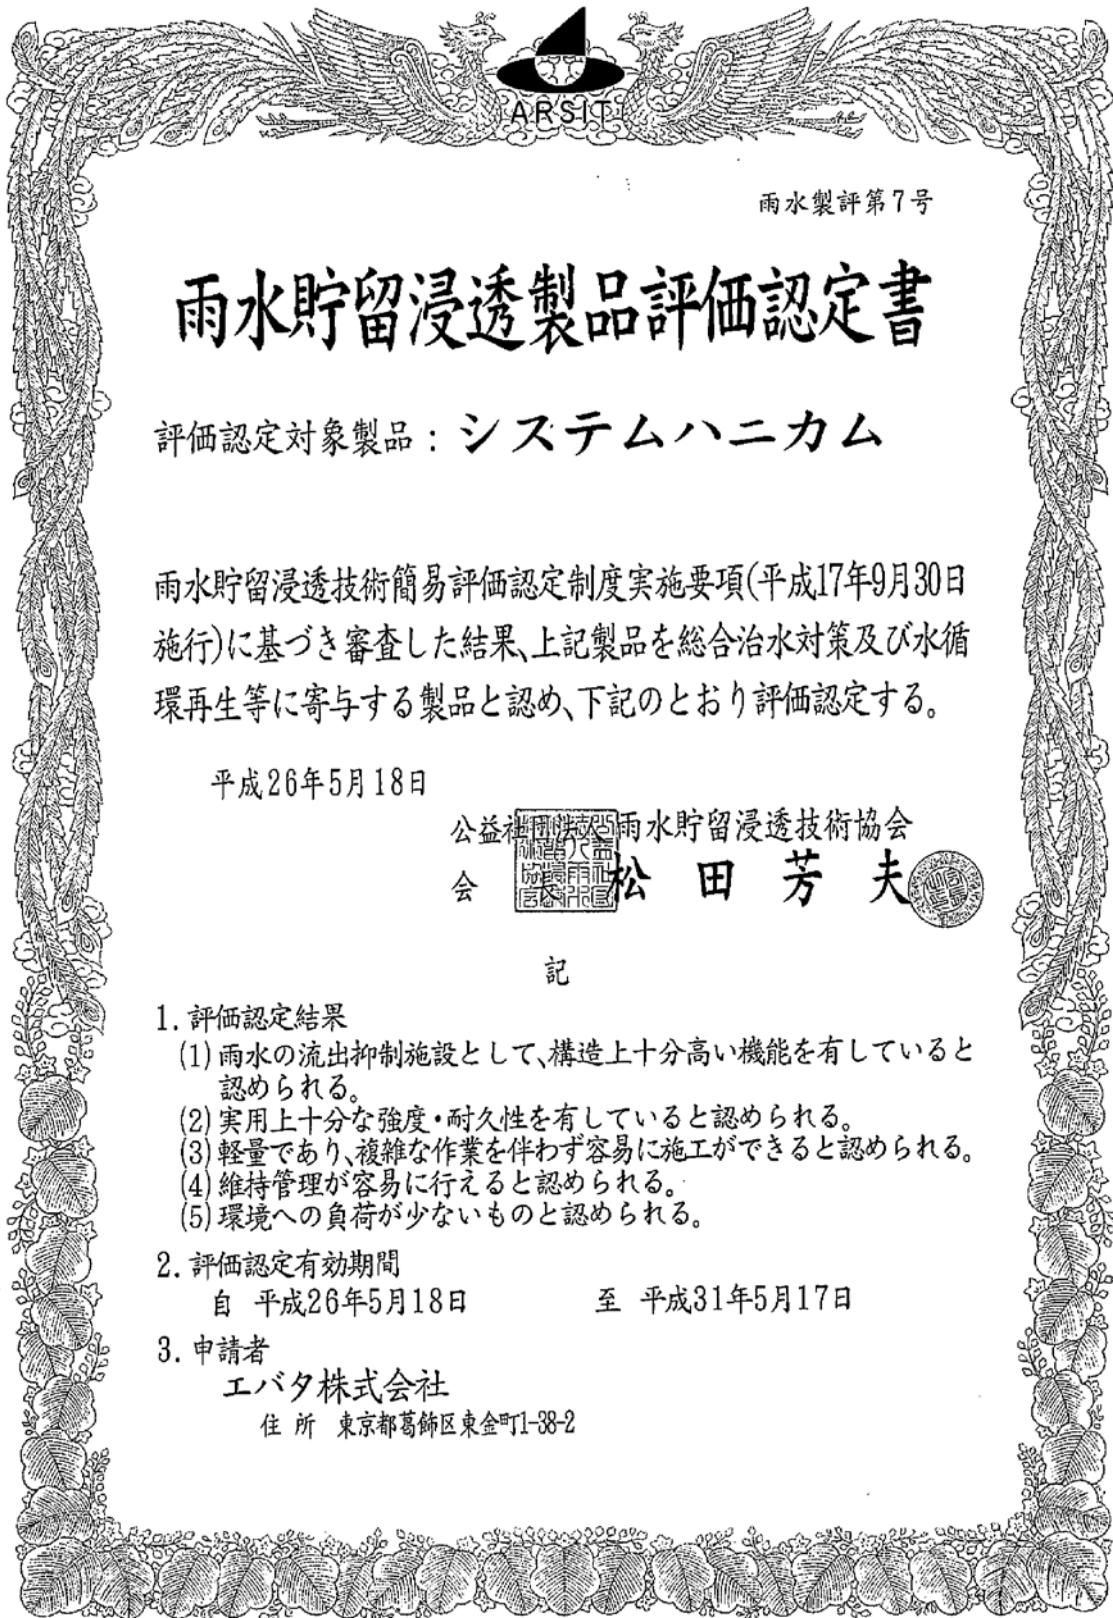 ARSIT
雨水製評第7号
雨水貯留浸透製品評価認定書
評価認定対象製品：システムハニカム
雨水貯留浸透技術簡易評価認定制度実施要項(平成17年9月30日
施行)に基づき審査した結果、上記製品を総合治水対策及び水循
環再生等に寄与する製品と認め、下記のとおり評価認定する。
平成26年5月18日
公益社団法人 雨水貯留浸透技術協会
会 長 松 田 芳 夫
記
1. 評価認定結果
(1) 雨水の流出抑制施設として、構造上十分高い機能を有していると
認められる。
(2) 実用上十分な強度・耐久性を有していると認められる。
(3) 軽量であり、複雑な作業を伴わず容易に施工ができると認められる。
(4) 維持管理が容易に行えると認められる。
(5) 環境への負荷が少ないものと認められる。
2. 評価認定有効期間
自 平成26年5月18日 至 平成31年5月17日
3. 申請者
エバタ株式会社
住 所 東京都葛飾区東金町1-38-2